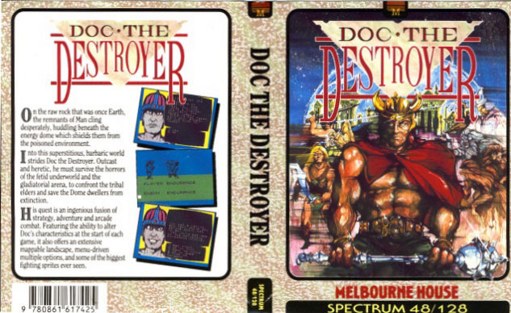 DOC·THE
DESTROYER
On the raw rock that was once Earth,
the remnants of Man cling
desperately, huddling beneath the
energy dome which shields them from
the poisoned environment.
Into this superstitious, barbaric world
strides Doc the Destroyer. Outcast
and heretic, he must survive the horrors
of the fetid underworld and the
gladiatorial arena, to confront the tribal
elders and save the Dome dwellers from
extinction.
His quest is an ingenious fusion of
strategy, adventure and arcade
combat. Featuring the ability to alter
Doc's characteristics at the start of each
game, it also offers an extensive
mappable landscape, menu-driven
multiple options, and some of the biggest
fighting sprites ever seen.
9 780861 617425
DOC THE DESTROYER
SPECTRUM
48/128
DOC·THE
DESTROYER
MELBOURNE HOUSE
SPECTRUM 48/128